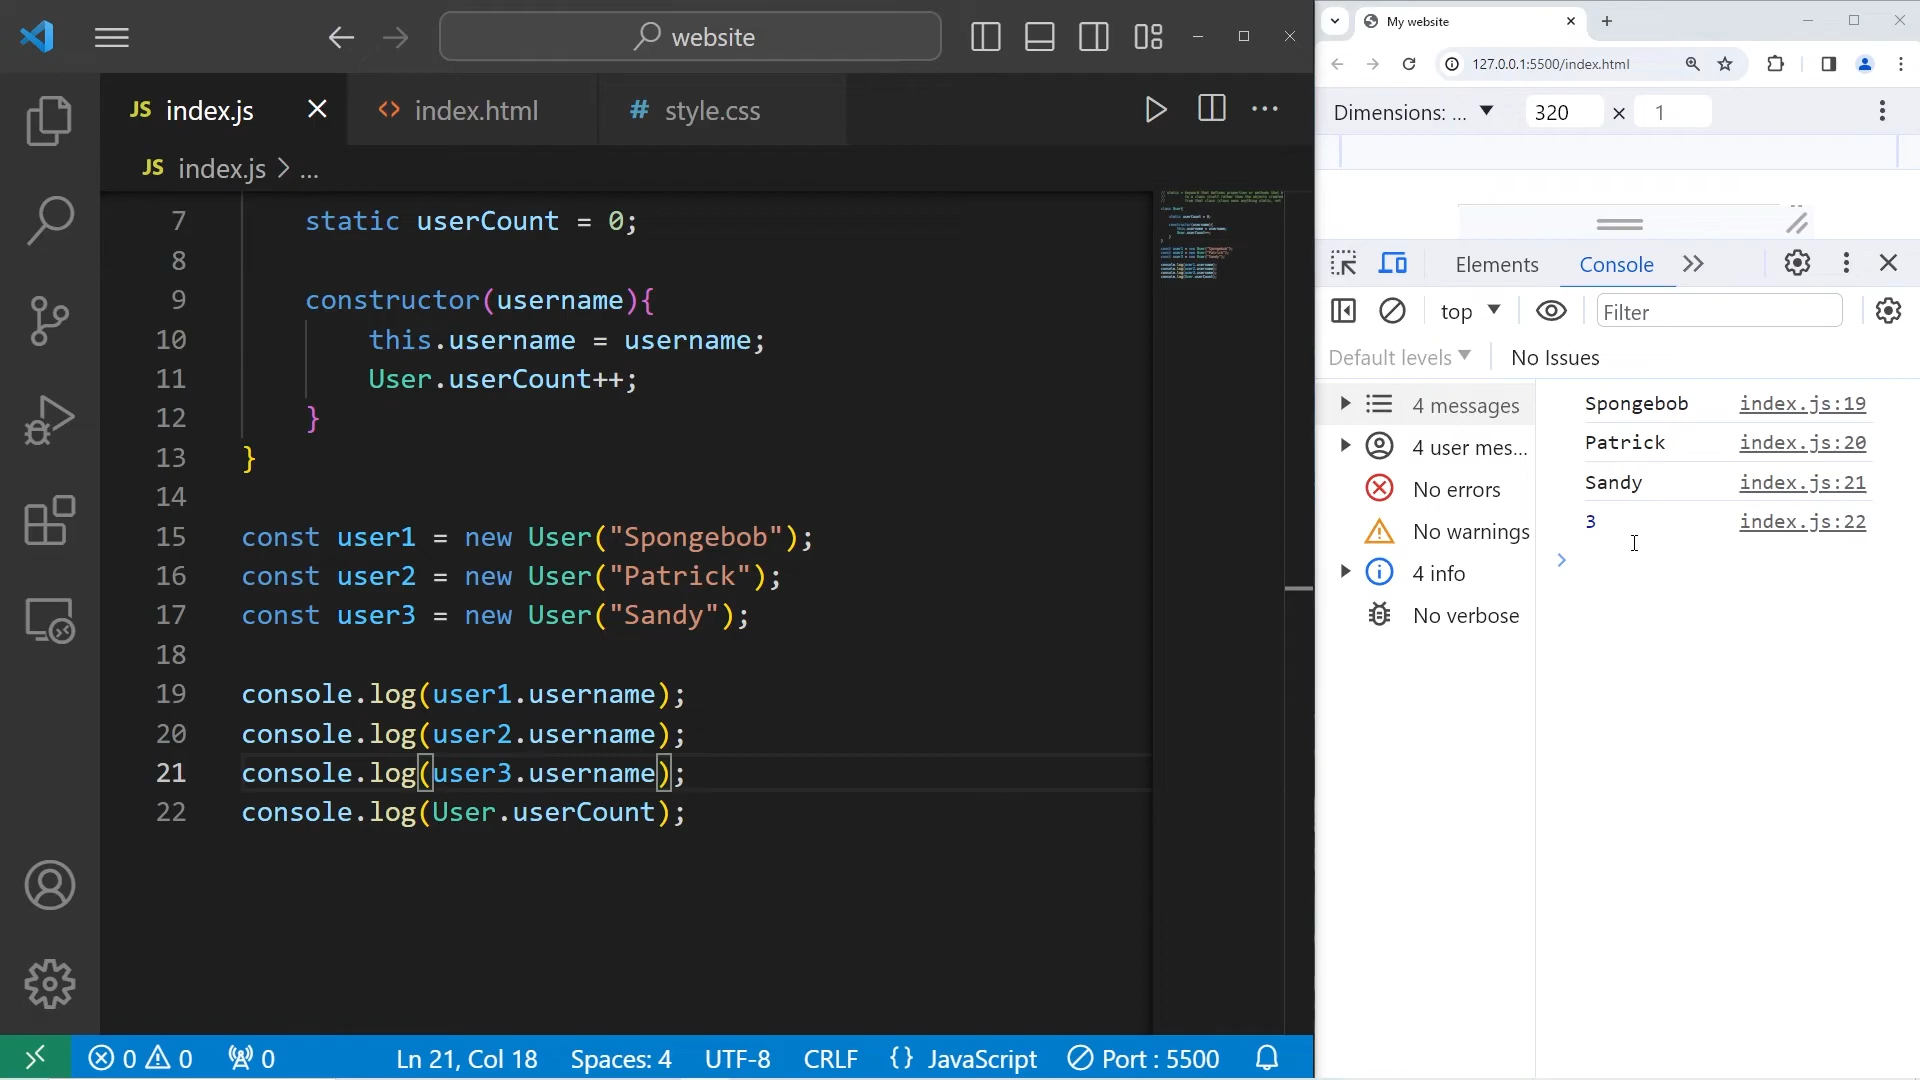 website
JS index.js
<> index.html
# style.css
JS index.js > ...
7 static userCount = 0;
8
9 constructor(username){
10 this.username = username;
11 User.userCount++;
12 }
13 }
14
15 const user1 = new User("Spongebob");
16 const user2 = new User("Patrick");
17 const user3 = new User("Sandy");
18
19 console.log(user1.username);
20 console.log(user2.username);
21 console.log(user3.username);
22 console.log(User.userCount);
0 0 0 Ln 21, Col 18 Spaces: 4 UTF-8 CRLF {} JavaScript Port : 5500
My website
127.0.0.1:5500/index.html
Dimensions: ... 320 × 1
Elements Console
top Filter
Default levels No Issues
4 messages
4 user mes...
No errors
No warnings
4 info
No verbose
Spongebob index.js:19
Patrick index.js:20
Sandy index.js:21
3 index.js:22